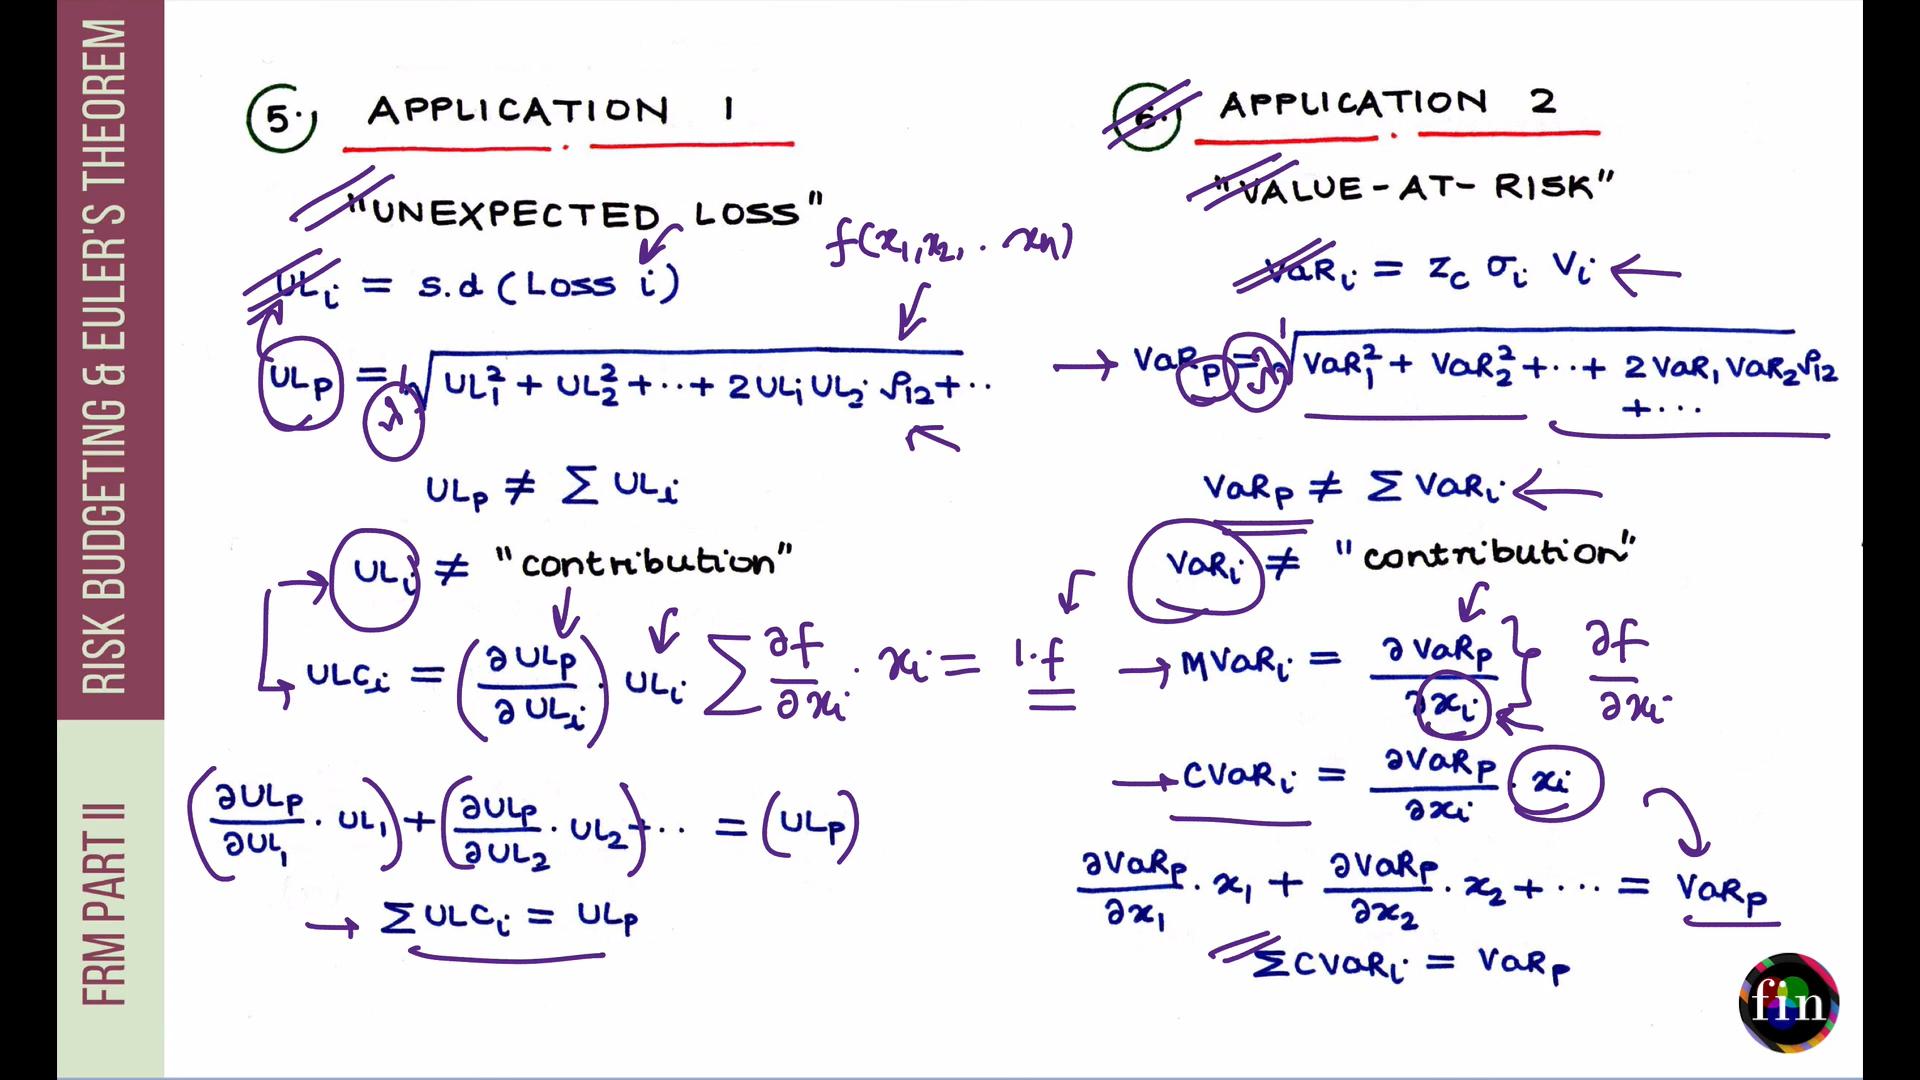 RISK BUDGETING & EULER'S THEOREM
FRM PART II
5. APPLICATION 1
"UNEXPECTED LOSS"
f(x₁, x₂, . xn)
ULᵢ = s.d (Loss i)
ULp = λ √UL₁² + UL₂² + ·· + 2UL₁UL₂ ρ₁₂ + ··
ULp ≠ Σ ULᵢ
ULᵢ ≠ "contribution"
ULCᵢ = (∂ULp / ∂ULᵢ) · ULᵢ
Σ ∂f/∂xᵢ · xᵢ = 1·f
(∂ULp/∂UL₁ · UL₁) + (∂ULp/∂UL₂ · UL₂) + ·· = (ULp)
→ Σ ULCᵢ = ULp
6. APPLICATION 2
"VALUE-AT-RISK"
VaRᵢ = Zc σᵢ Vᵢ ←
→ VaRp = λ √VaR₁² + VaR₂² + ·· + 2VaR₁VaR₂ρ₁₂
+ ···
VaRp ≠ Σ VaRᵢ ←
VaRᵢ ≠ "contribution"
→ MVaRᵢ = ∂VaRp / ∂xᵢ } ∂f/∂xᵢ
→ CVaRᵢ = ∂VaRp/∂xᵢ · xᵢ
∂VaRp/∂x₁ · x₁ + ∂VaRp/∂x₂ · x₂ + ··· = VaRp
ΣCVaRᵢ = VaRp
fin